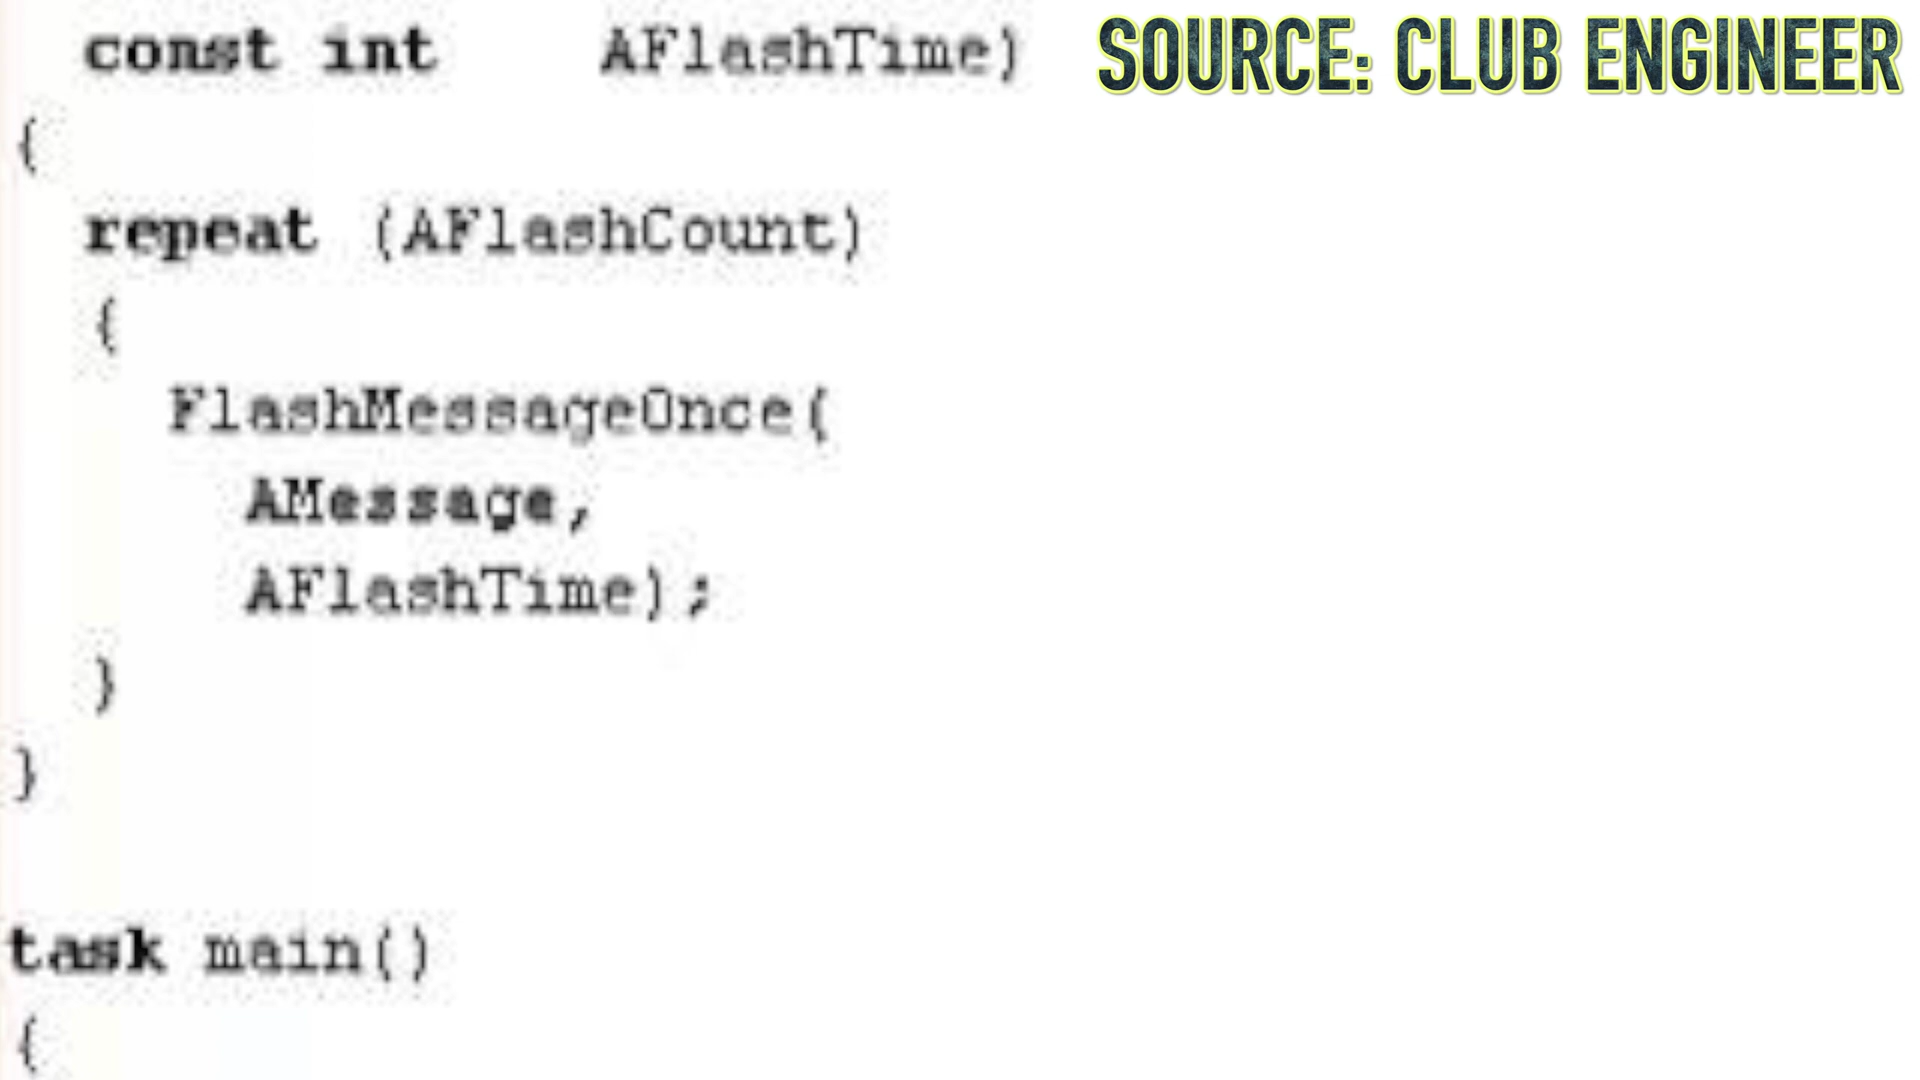 const int AFlashTime)
SOURCE: CLUB ENGINEER
{
repeat (AFlashCount)
{
FlashMessageOnce(
AMessage,
AFlashTime);
}
}
task main()
{